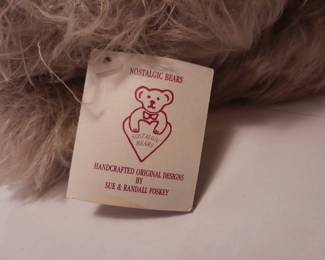 NOSTALGIC BEARS
NOSTALGIC
BEARS
HANDCRAFTED ORIGINAL DESIGNS
BY
SUE & RANDALL FOSKEY